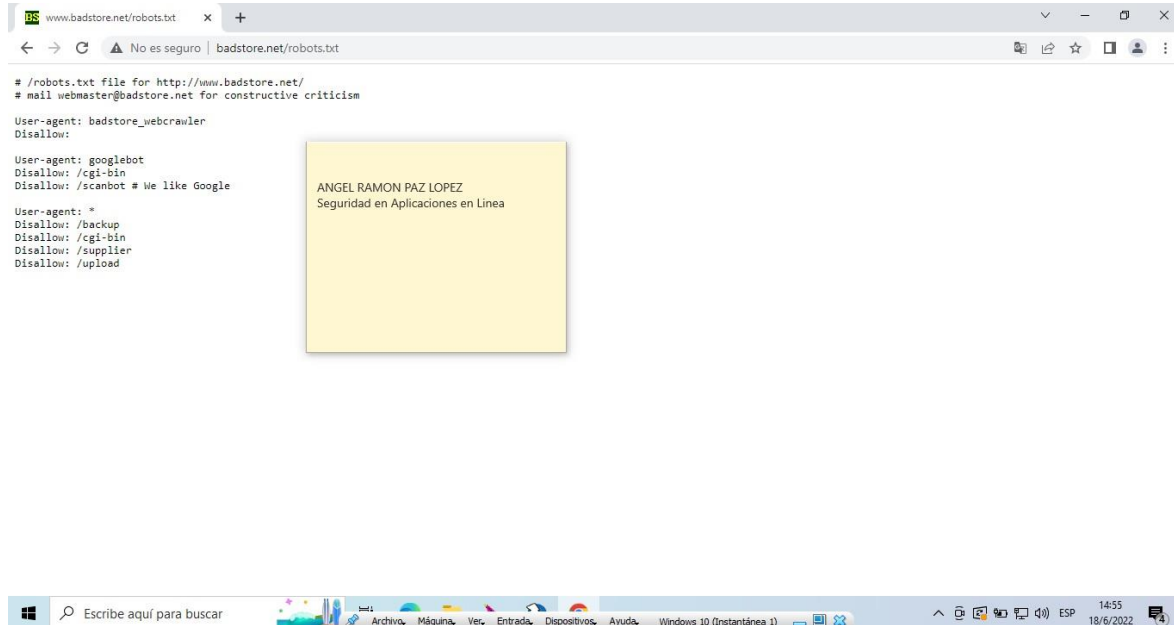 BS www.badstore.net/robots.txt
No es seguro | badstore.net/robots.txt
# /robots.txt file for http://www.badstore.net/
# mail webmaster@badstore.net for constructive criticism
User-agent: badstore_webcrawler
Disallow:
User-agent: googlebot
Disallow: /cgi-bin
Disallow: /scanbot # We like Google
User-agent: *
Disallow: /backup
Disallow: /cgi-bin
Disallow: /supplier
Disallow: /upload
ANGEL RAMON PAZ LOPEZ
Seguridad en Aplicaciones en Linea
Escribe aquí para buscar
Archivo Máquina Ver Entrada Dispositivos Ayuda Windows 10 (Instantánea 1)
ESP
14:55
18/6/2022
4